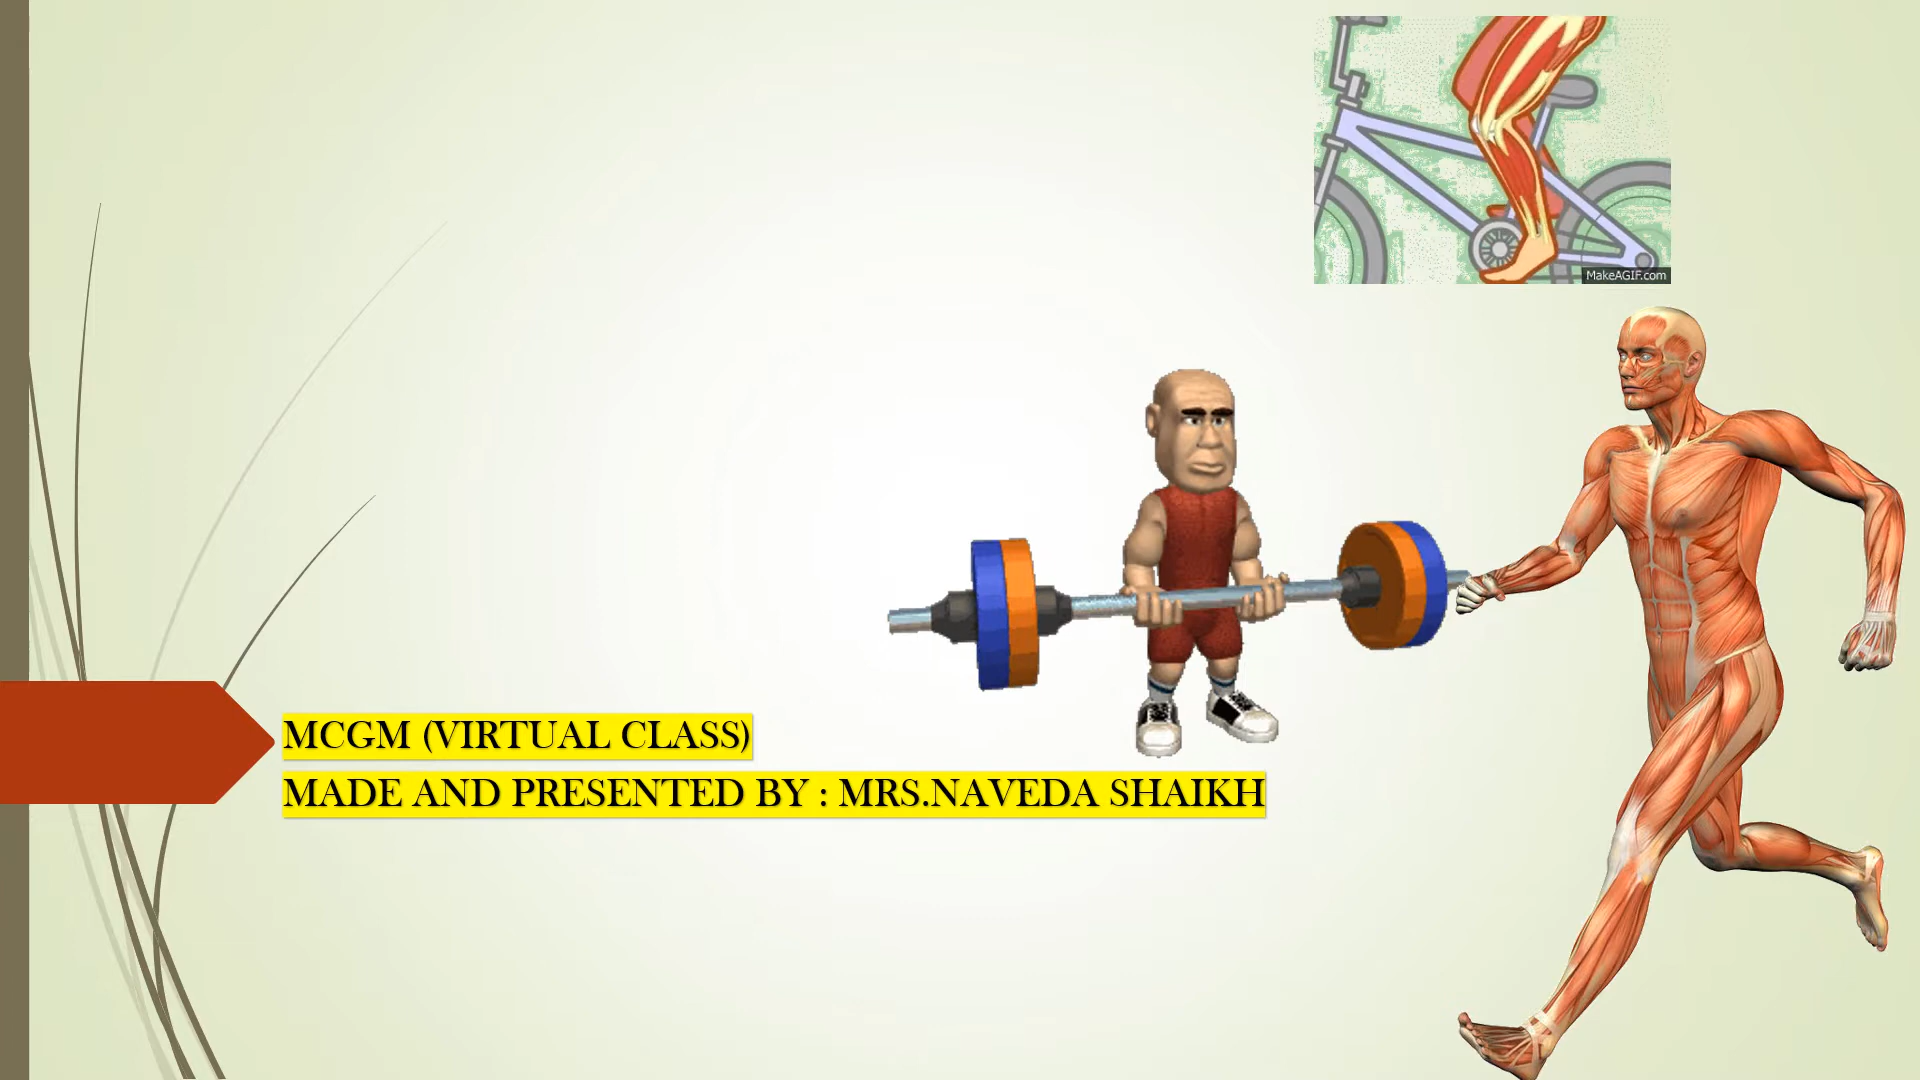 MakeAGIF.com
MCGM (VIRTUAL CLASS)
MADE AND PRESENTED BY : MRS.NAVEDA SHAIKH